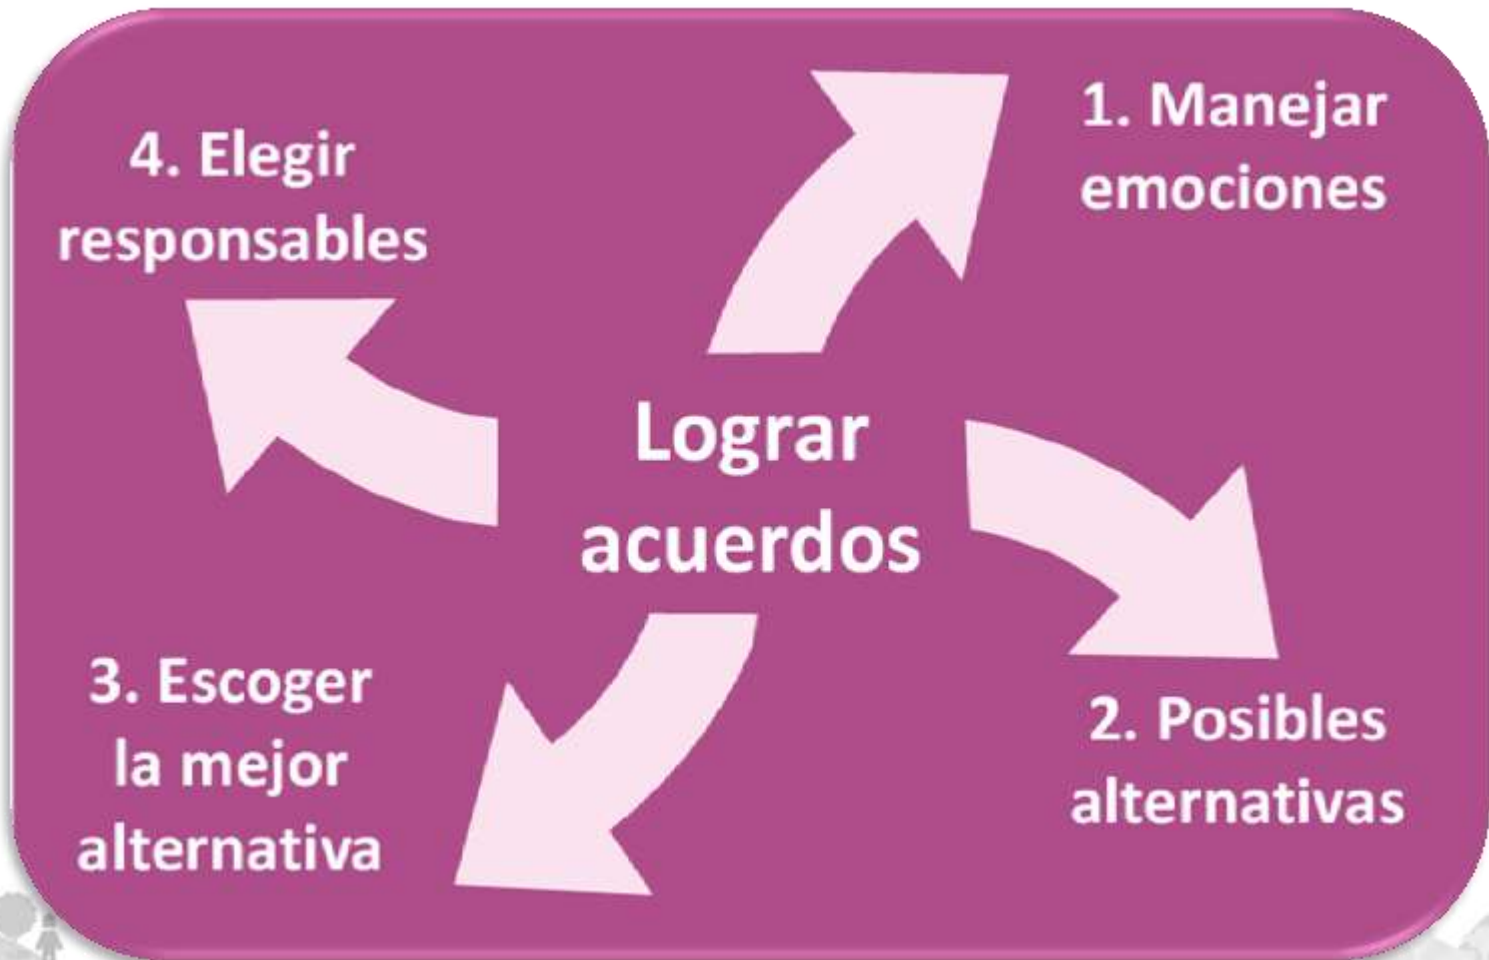 Lograr
acuerdos
1. Manejar
emociones
2. Posibles
alternativas
3. Escoger
la mejor
alternativa
4. Elegir
responsables